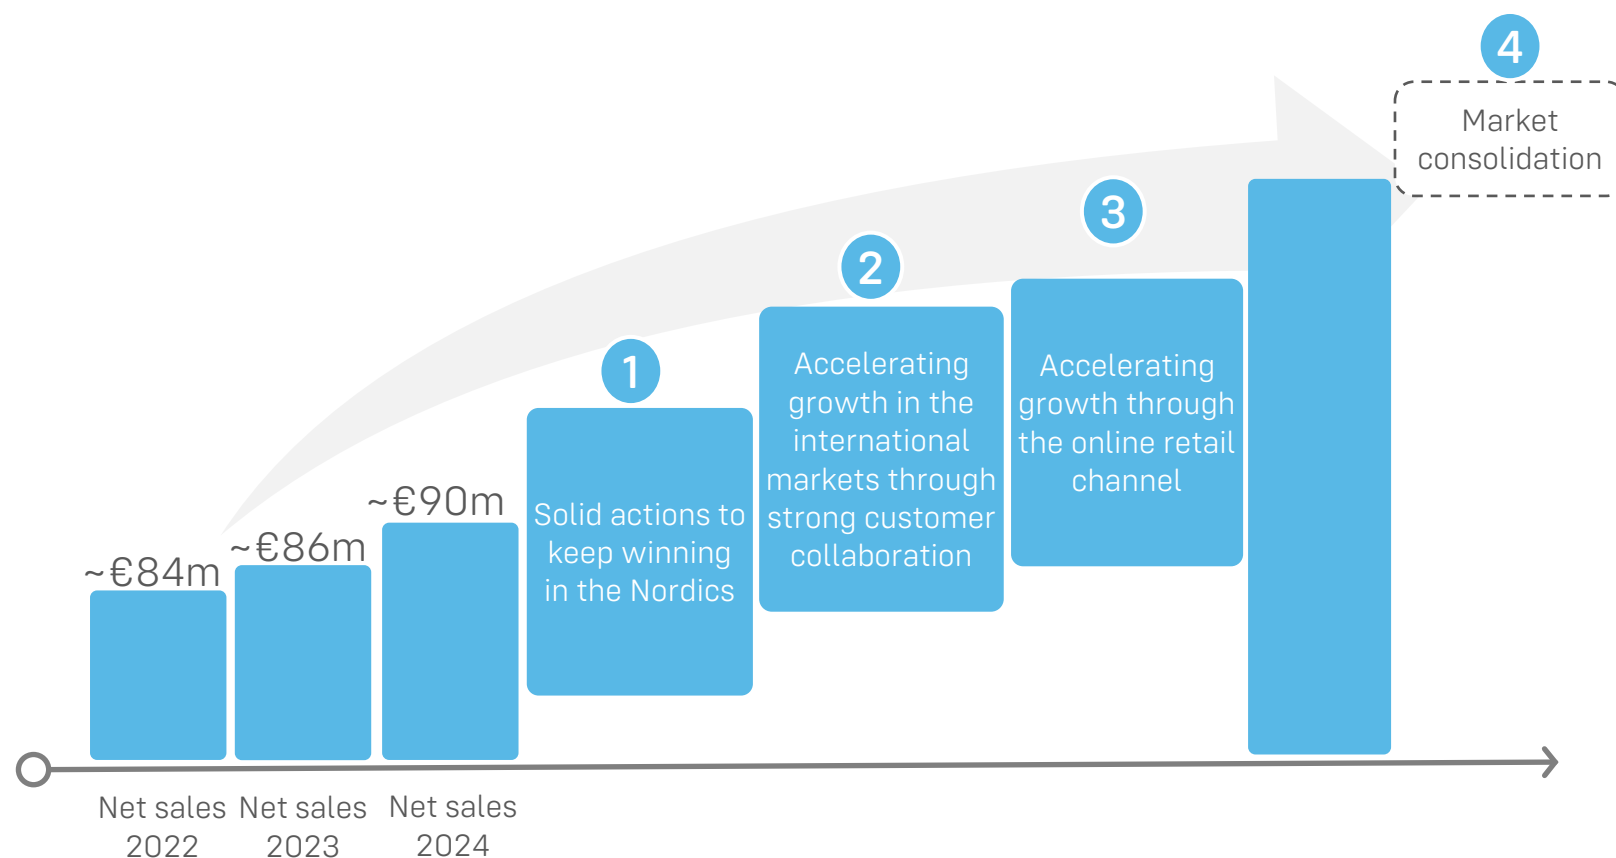 4
Market
consolidation
3
2
1
Accelerating
growth in the
international
markets through
strong customer
collaboration
Accelerating
growth through
the online retail
channel
Solid actions to
keep winning
in the Nordics
~€90m
~€86m
~€84m
Net sales
2022
Net sales
2023
Net sales
2024